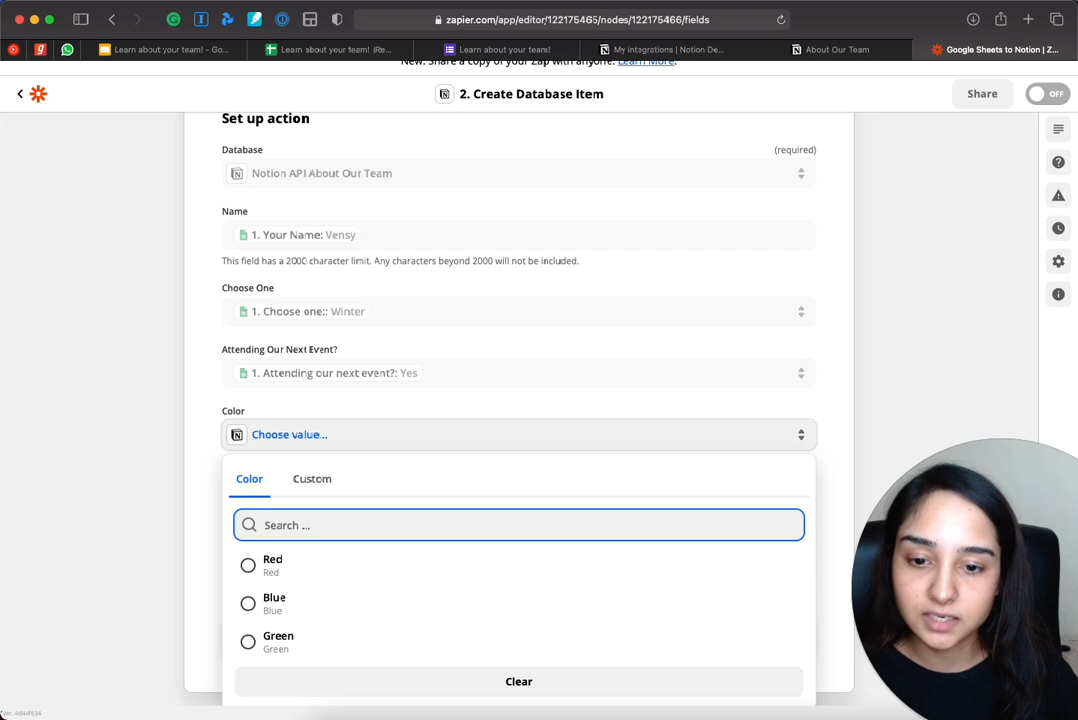 zapier.com/app/editor/122175465/nodes/122175466/fields
Learn about your team! - Go...
Learn about your team! (Re...
Learn about your team!
My integrations | Notion De...
About Our Team
Google Sheets to Notion | Z...
New: Share a copy of your Zap with anyone. Learn More.
2. Create Database Item
Share
OFF
Set up action
Database
(required)
Notion API About Our Team
Name
1. Your Name: Vensy
This field has a 2000 character limit. Any characters beyond 2000 will not be included.
Choose One
1. Choose one:: Winter
Attending Our Next Event?
1. Attending our next event?: Yes
Color
Choose value...
Color
Custom
Search ...
Red
Red
Blue
Blue
Green
Green
Clear
ver. 4d44f534